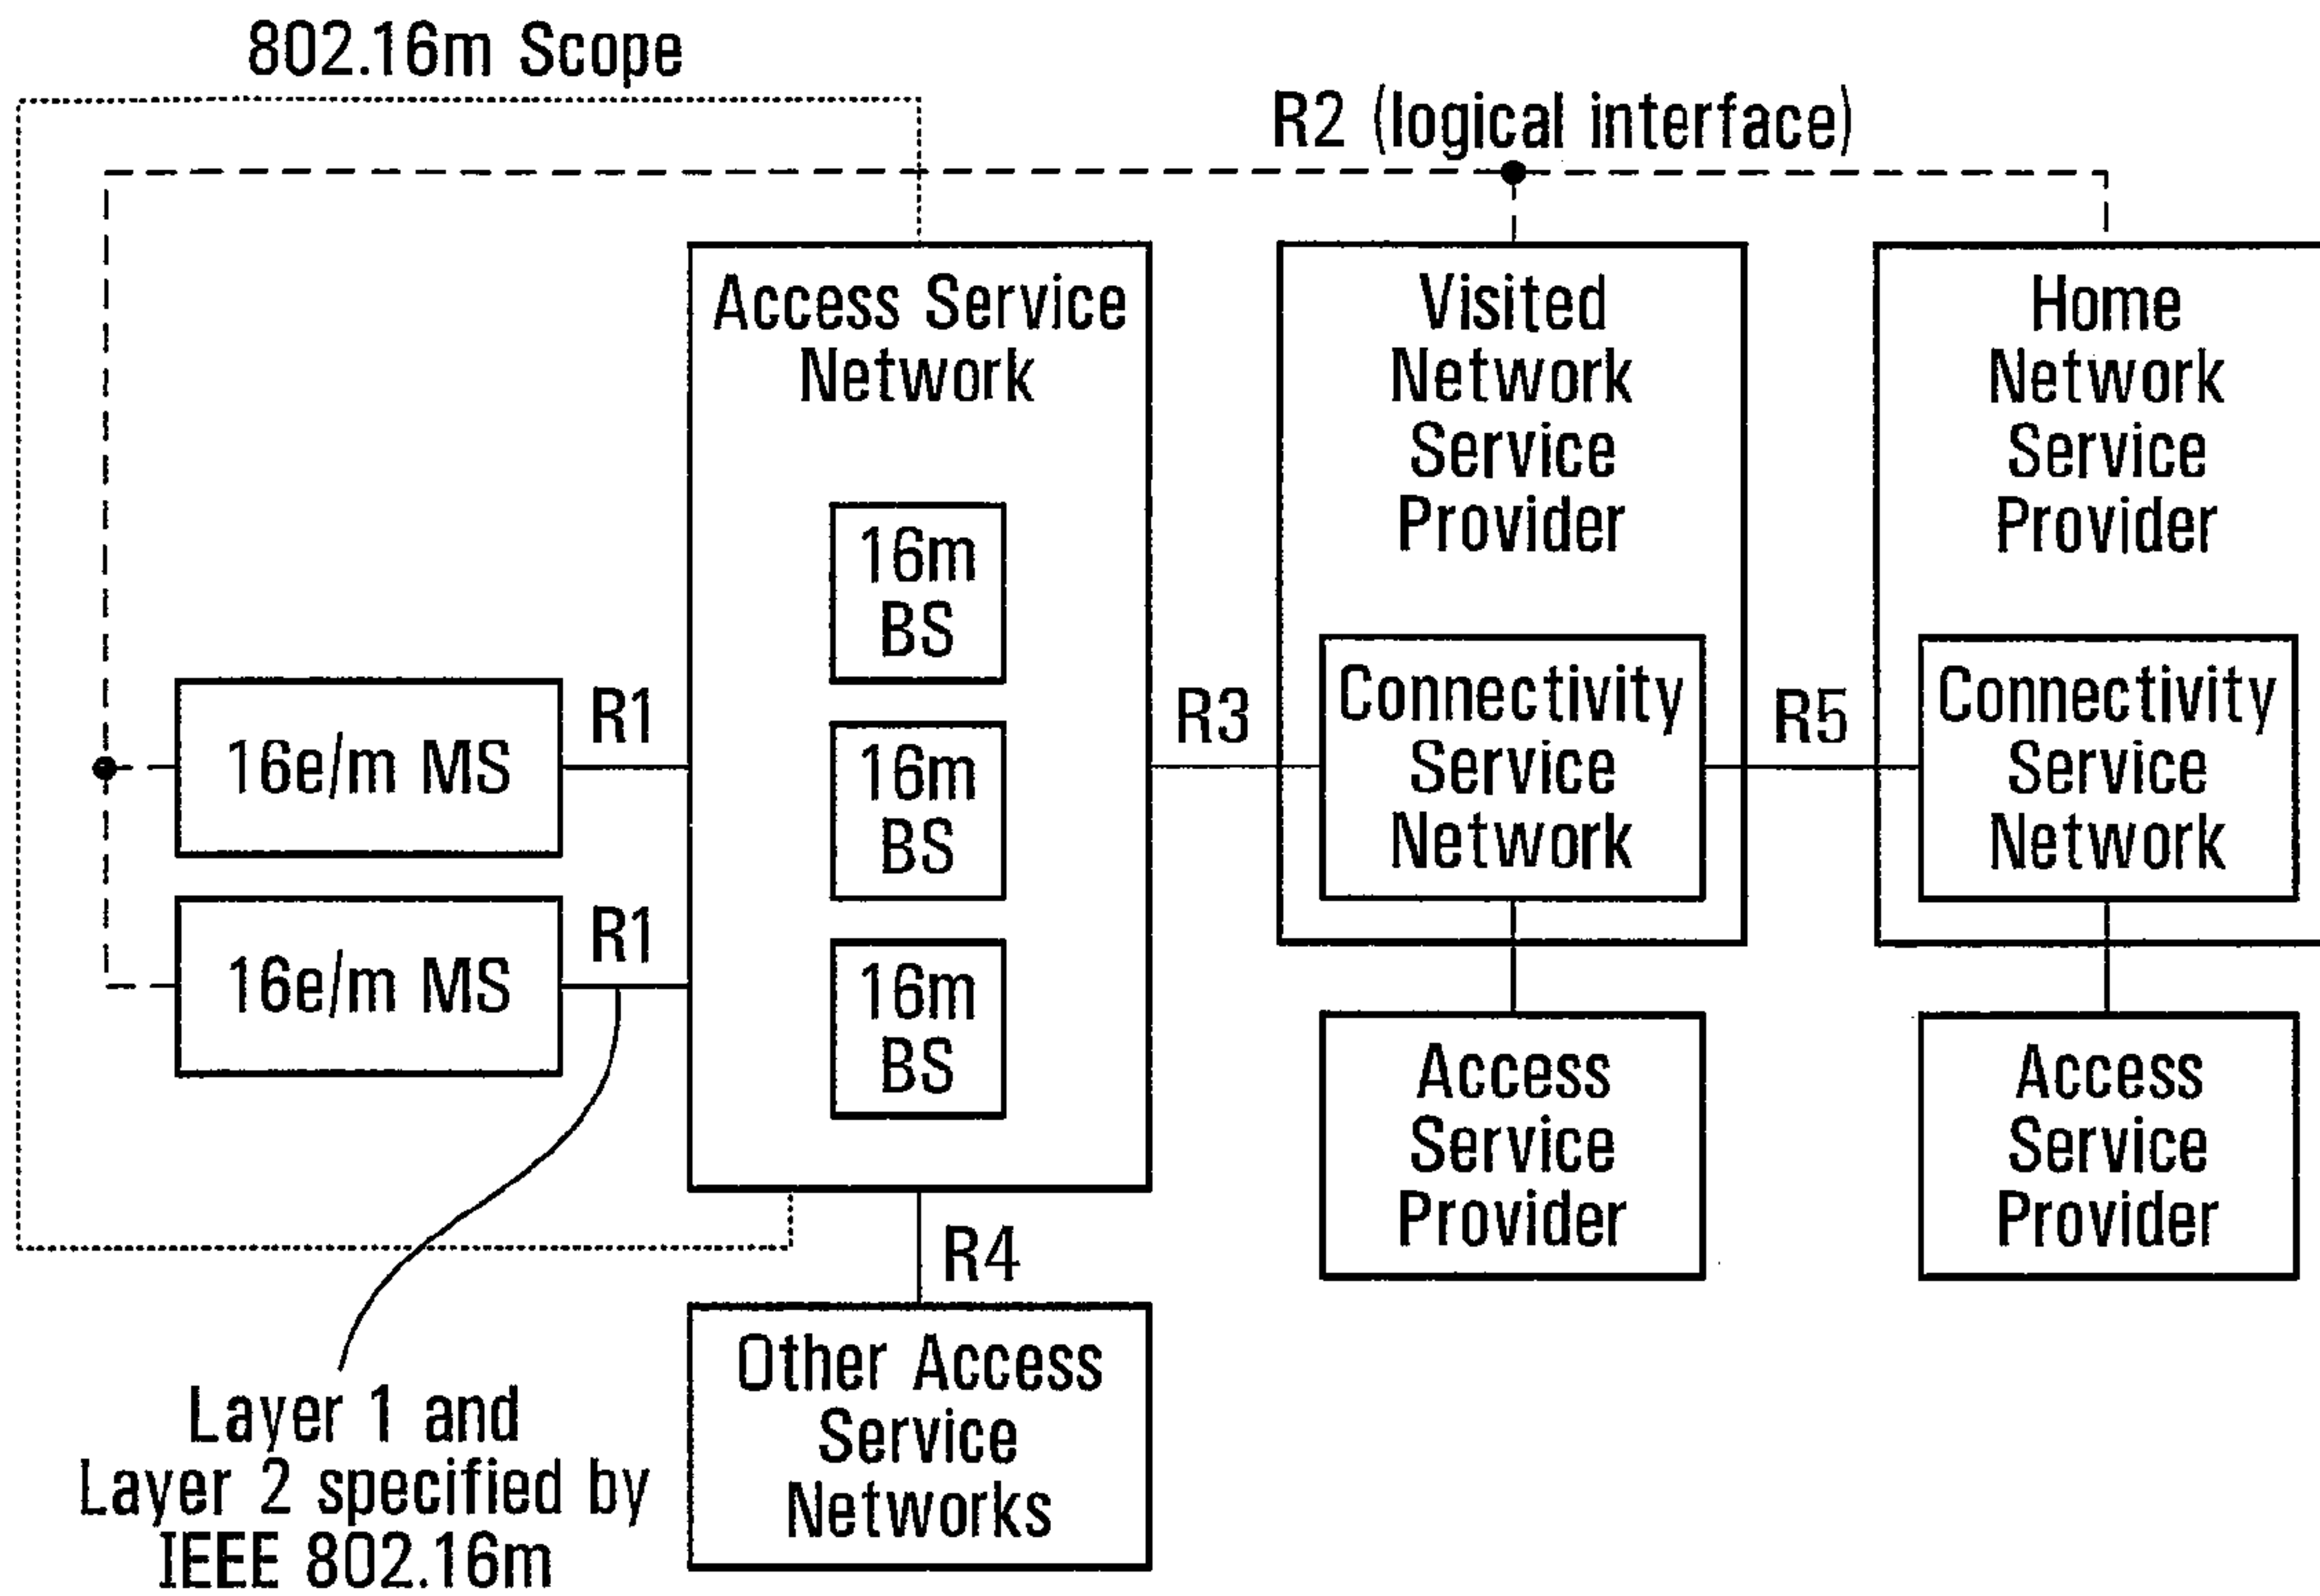 802.16m Scope
R2 (logical interface)
Access Service
Network
16m
BS
16m
BS
16m
BS
Visited
Network
Service
Provider
Home
Network
Service
Provider
16e/m MS
R1
16e/m MS
R1
R3
Connectivity
Service
Network
R5
Connectivity
Service
Network
Access
Service
Provider
Access
Service
Provider
R4
Other Access
Service
Networks
Layer 1 and
Layer 2 specified by
IEEE 802.16m